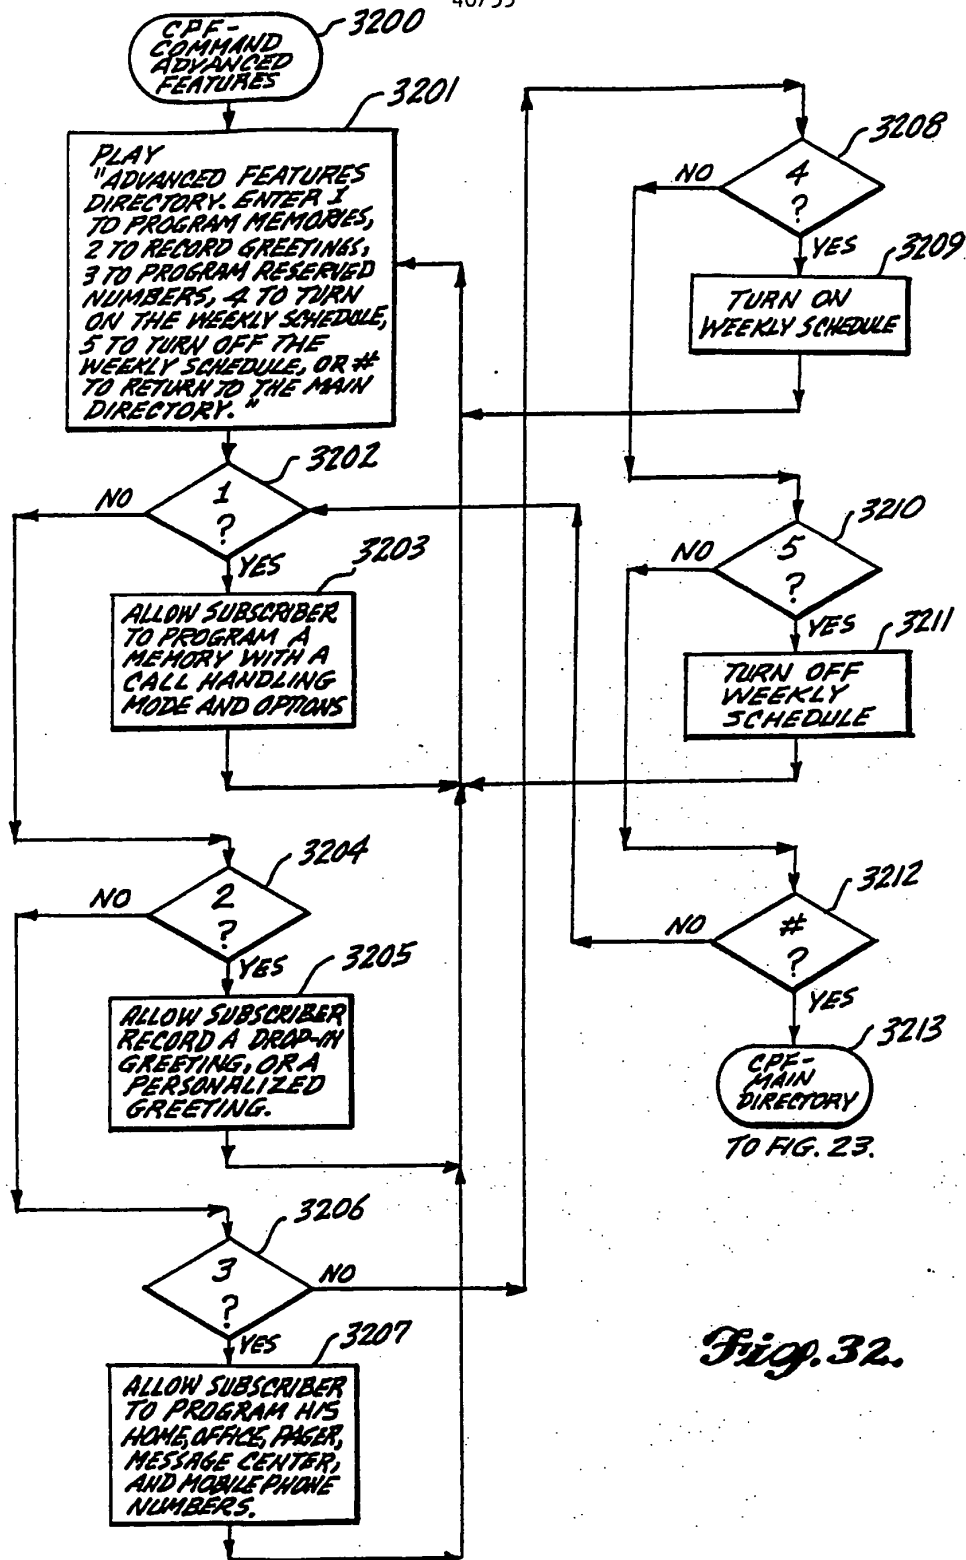 3200
CPF-
COMMAND
ADVANCED
FEATURES
3201
PLAY
"ADVANCED FEATURES
DIRECTORY. ENTER 1
TO PROGRAM MEMORIES,
2 TO RECORD GREETINGS,
3 TO PROGRAM RESERVED
NUMBERS, 4 TO TURN
ON THE WEEKLY SCHEDULE,
5 TO TURN OFF THE
WEEKLY SCHEDULE, OR #
TO RETURN TO THE MAIN
DIRECTORY."
3202
NO
1
?
YES
3203
ALLOW SUBSCRIBER
TO PROGRAM A
MEMORY WITH A
CALL HANDLING
MODE AND OPTIONS
3204
NO
2
?
YES
3205
ALLOW SUBSCRIBER
RECORD A DROP-IN
GREETING, OR A
PERSONALIZED
GREETING.
3206
3
?
NO
YES
3207
ALLOW SUBSCRIBER
TO PROGRAM HIS
HOME, OFFICE, PAGER,
MESSAGE CENTER,
AND MOBILE PHONE
NUMBERS.
3208
NO
4
?
YES
3209
TURN ON
WEEKLY SCHEDULE
3210
NO
5
?
YES
3211
TURN OFF
WEEKLY
SCHEDULE
3212
NO
#
?
YES
3213
CPF-
MAIN
DIRECTORY
TO FIG. 23.
Fig. 32.